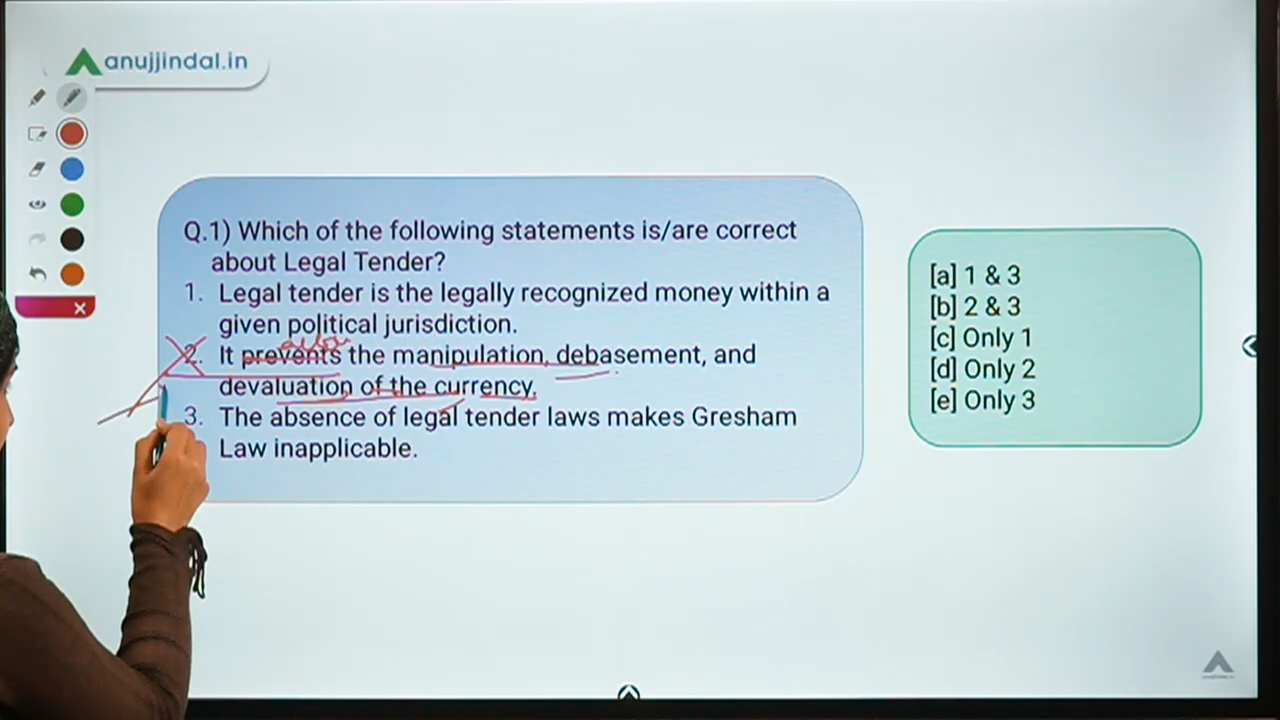 anujjindal.in
Q.1) Which of the following statements is/are correct
about Legal Tender?
1. Legal tender is the legally recognized money within a
given political jurisdiction.
allow
2. It prevents the manipulation, debasement, and
devaluation of the currency.
3. The absence of legal tender laws makes Gresham
Law inapplicable.
[a] 1 & 3
[b] 2 & 3
[c] Only 1
[d] Only 2
[e] Only 3